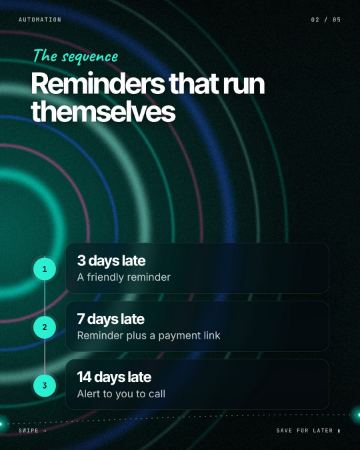 AUTOMATION
02 / 05
The sequence
Reminders that run
themselves
1
3 days late
A friendly reminder
2
7 days late
Reminder plus a payment link
3
14 days late
Alert to you to call
SWIPE
SAVE FOR LATER